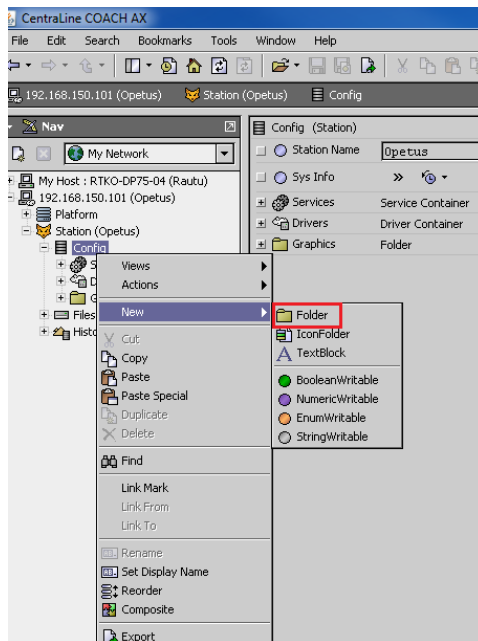 CentraLine COACH AX
File Edit Search Bookmarks Tools Window Help
192.168.150.101 (Opetus) Station (Opetus) Config
Nav
My Network
My Host : RTKO-DP75-04 (Rautu)
192.168.150.101 (Opetus)
Platform
Station (Opetus)
Config
S
D
G
Files
Histo
Config (Station)
Station Name Opetus
Sys Info
Services Service Container
Drivers Driver Container
Graphics Folder
Views
Actions
New
Cut
Copy
Paste
Paste Special
Duplicate
Delete
Find
Link Mark
Link From
Link To
Rename
Set Display Name
Reorder
Composite
Export
Folder
IconFolder
TextBlock
BooleanWritable
NumericWritable
EnumWritable
StringWritable